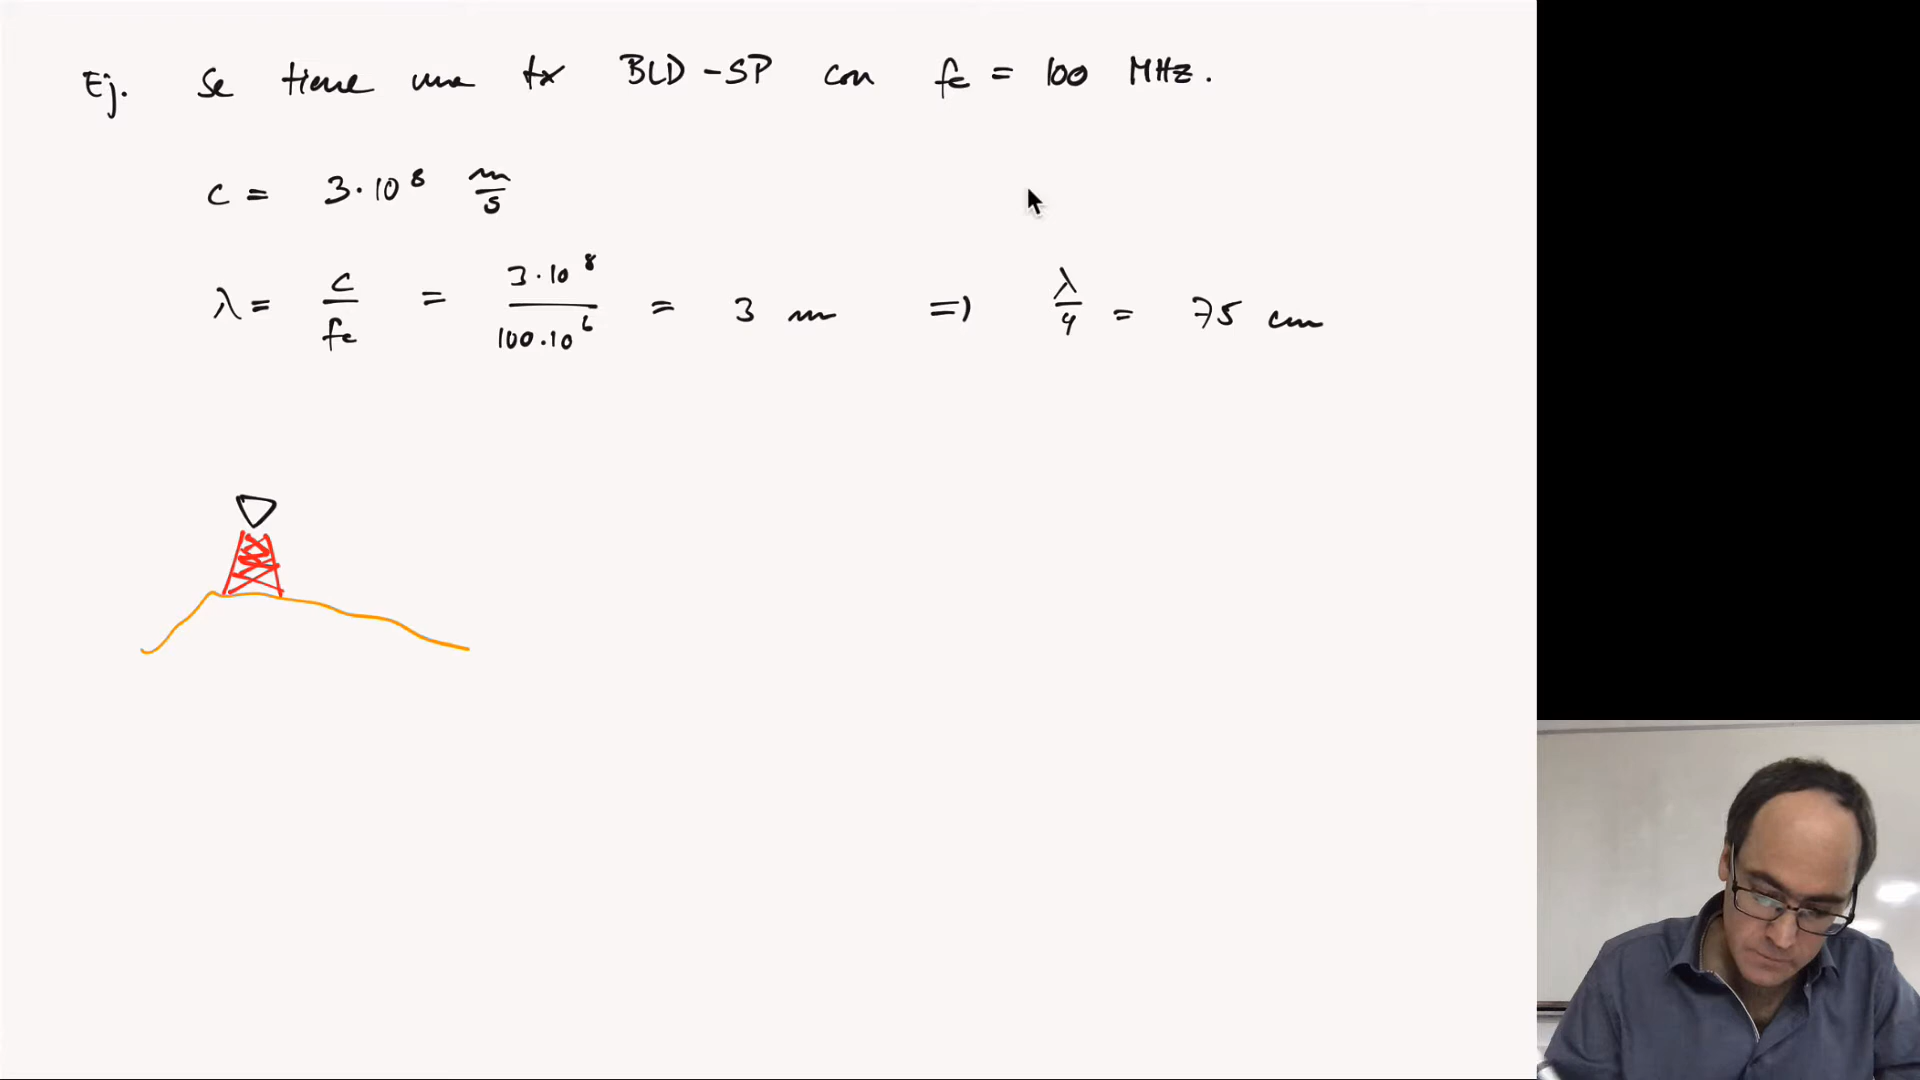 Ej. Se tiene una tx BLD-SP con fc = 100 MHz.
c = 3·10^8 m/s
λ = c/fc = 3·10^8 / 100·10^6 = 3 m => λ/4 = 75 cm